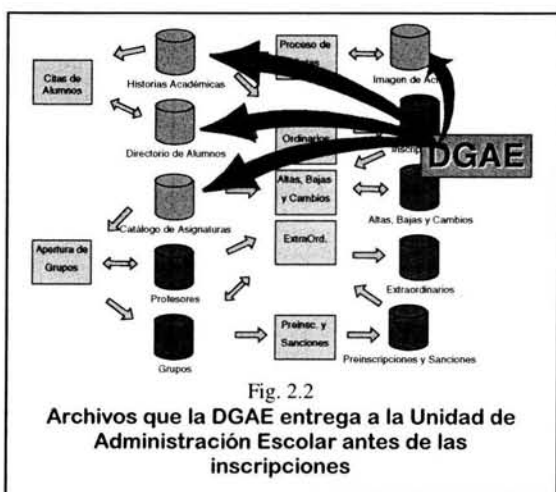 Proceso de
Historias Académicas
Imagen de
Citas de
Alumnos
Directorio de Alumnos
Ordinarios
DGAE
Altas, Bajas
y Cambios
Catálogo de Asignaturas
Altas, Bajas y Cambios
Apertura de
Grupos
ExtraOrd.
Profesores
Extraordinarios
Grupos
Preinsc. y
Sanciones
Preinscripciones y Sanciones
Fig. 2.2
Archivos que la DGAE entrega a la Unidad de
Administración Escolar antes de las
inscripciones